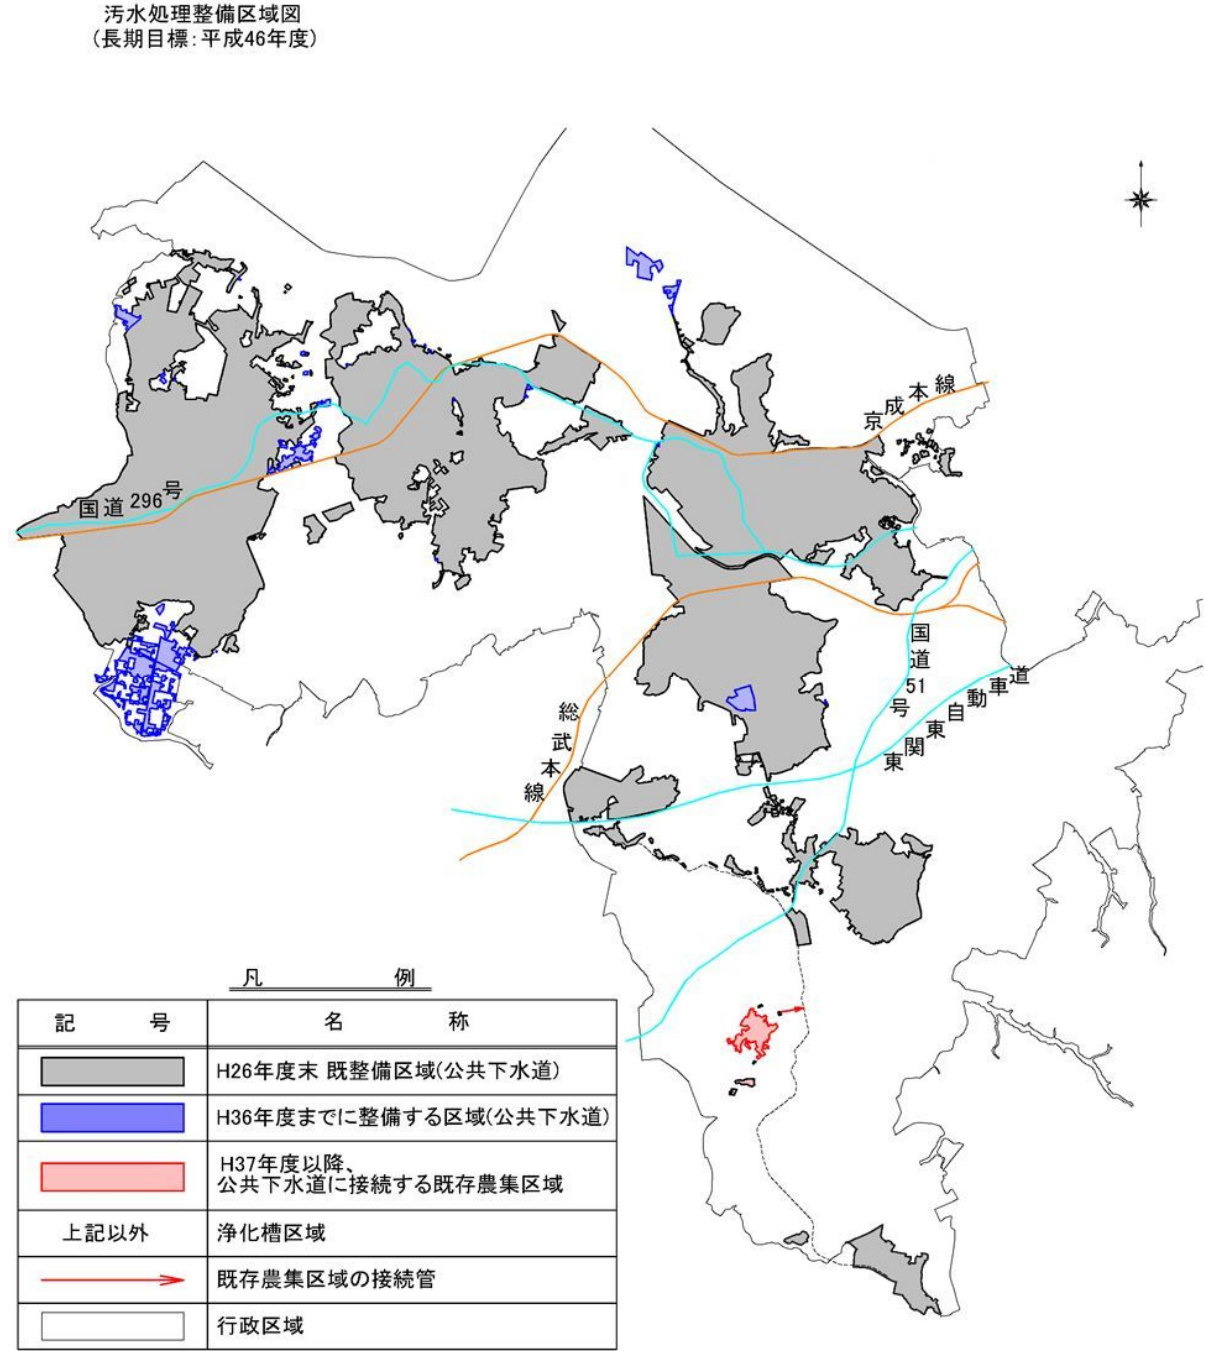 汚水処理整備区域図
(長期目標:平成46年度)
京成本線
国道296号
国道51号
東関東自動車道
総武本線
凡 例
記 号 名 称
H26年度末 既整備区域(公共下水道)
H36年度までに整備する区域(公共下水道)
H37年度以降、
公共下水道に接続する既存農集区域
上記以外 浄化槽区域
既存農集区域の接続管
行政区域